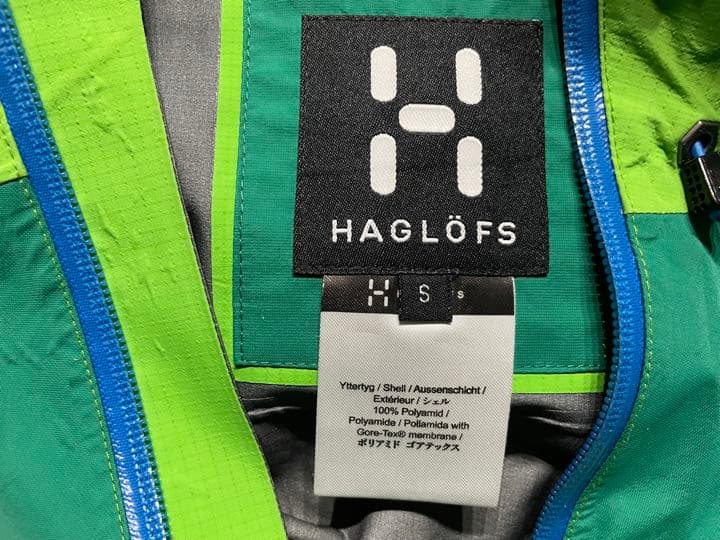 HAGLÖFS
S
Yttertyg / Shell / Aussenschicht /
Extérieur / シェル
100% Polyamid /
Polyamide / Poliamida with
Gore-Tex® membrane /
ポリアミド ゴアテックス